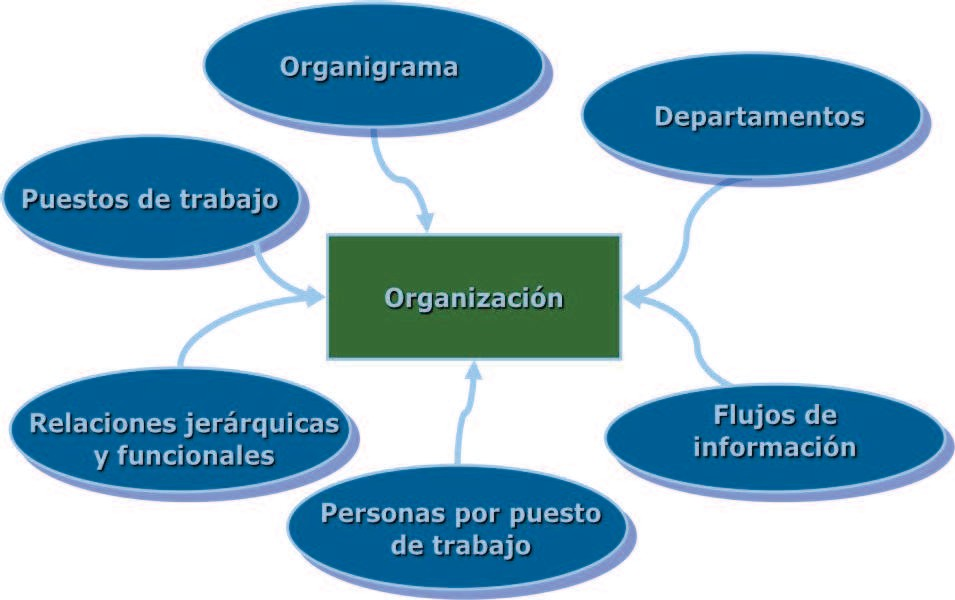 Organigrama
Departamentos
Puestos de trabajo
Organización
Relaciones jerárquicas
y funcionales
Flujos de
información
Personas por puesto
de trabajo